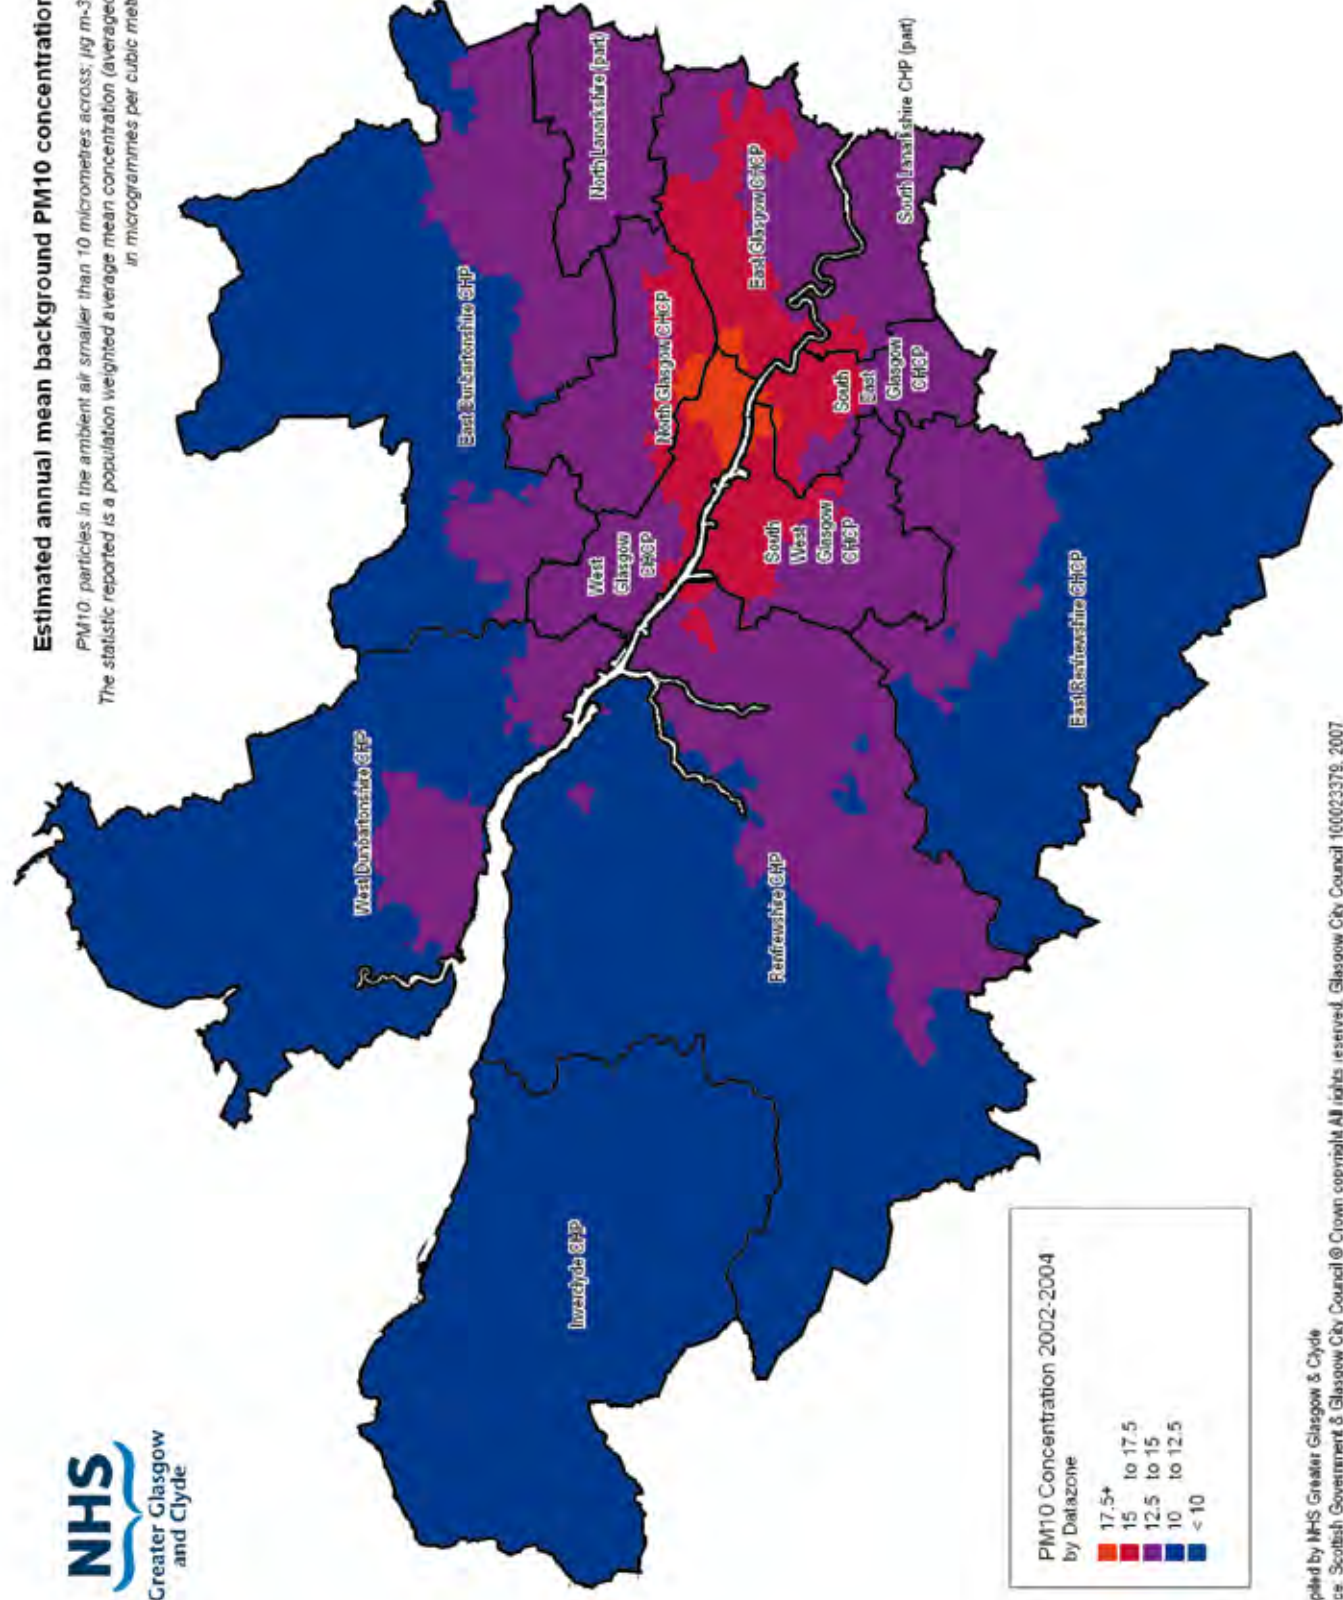 Estimated annual mean background PM10 concentration
PM10: particles in the ambient air smaller than 10 micrometres across; µg m-3
The statistic reported is a population weighted average mean concentration (averaged
in microgrammes per cubic met
NHS
Greater Glasgow
and Clyde
West Dunbartonshire CHP
East Dunbartonshire CHP
North Lanarkshire (part)
West
Glasgow
CHCP
North Glasgow CHCP
East Glasgow CHCP
South Lanarkshire CHP (part)
South
West
Glasgow
CHCP
South
East
Glasgow
CHCP
Inverclyde CHP
Renfrewshire CHP
East Renfrewshire CHCP
PM10 Concentration 2002-2004
by Datazone
17.5+
15 to 17.5
12.5 to 15
10 to 12.5
< 10
piled by NHS Greater Glasgow & Clyde
ce: Scottish Government & Glasgow City Council © Crown copyright All rights reserved. Glasgow City Council 100023379, 2007